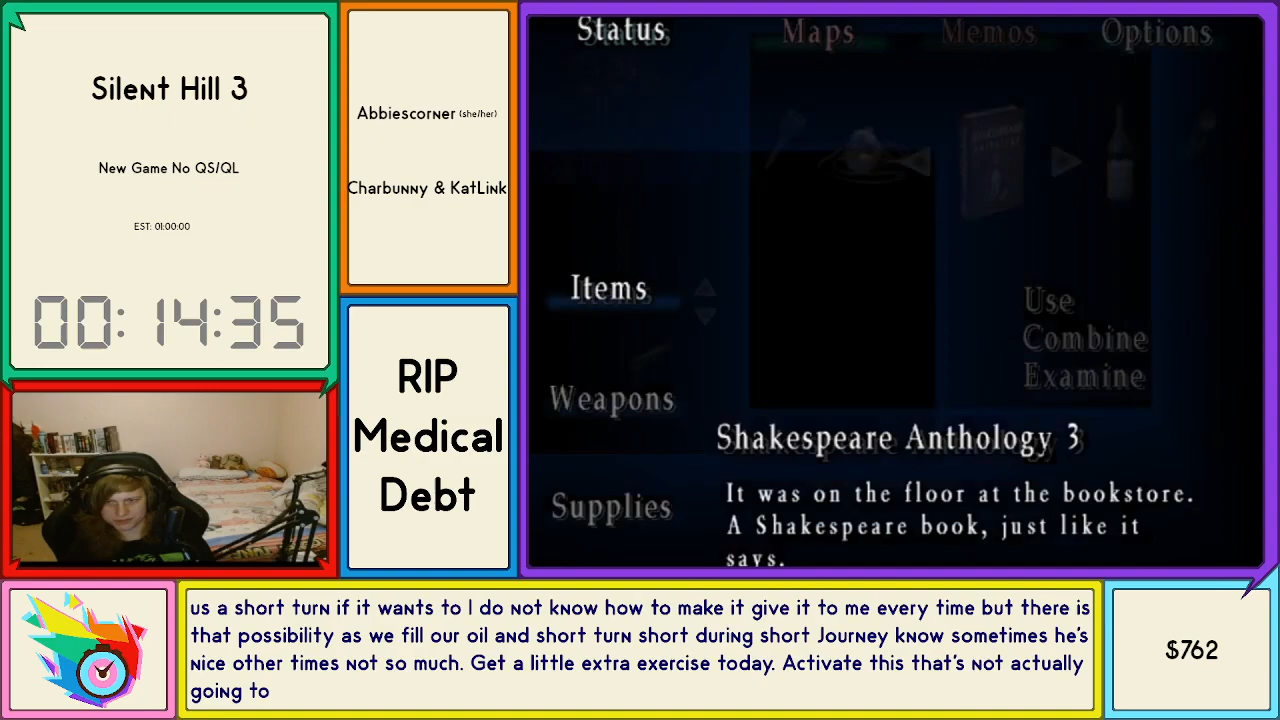 Silent Hill 3
New Game No QS/QL
EST: 01:00:00
00:14:35
Abbiescorner (she/her)
Charbunny & KatLink
RIP
Medical
Debt
Status
Maps
Memos
Options
Items
Weapons
Supplies
Use
Combine
Examine
Shakespeare Anthology 3
It was on the floor at the bookstore.
A Shakespeare book, just like it
says.
us a short turn if it wants to I do not know how to make it give it to me every time but there is
that possibility as we fill our oil and short turn short during short Journey know sometimes he's
nice other times not so much. Get a little extra exercise today. Activate this that's not actually
going to
$762